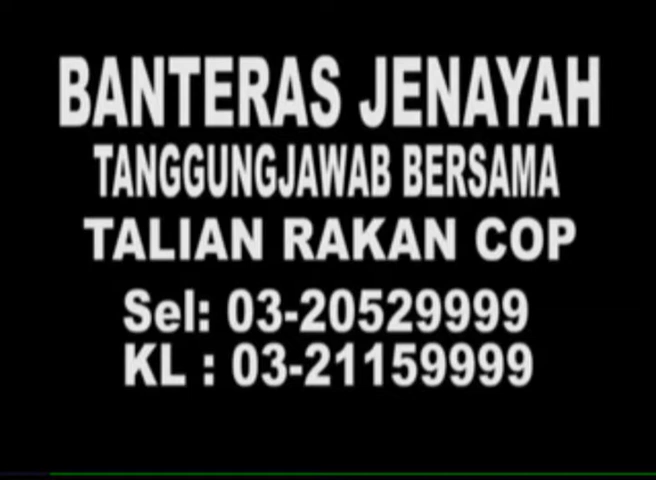 BANTERAS JENAYAH
TANGGUNGJAWAB BERSAMA
TALIAN RAKAN COP
Sel: 03-20529999
KL : 03-21159999